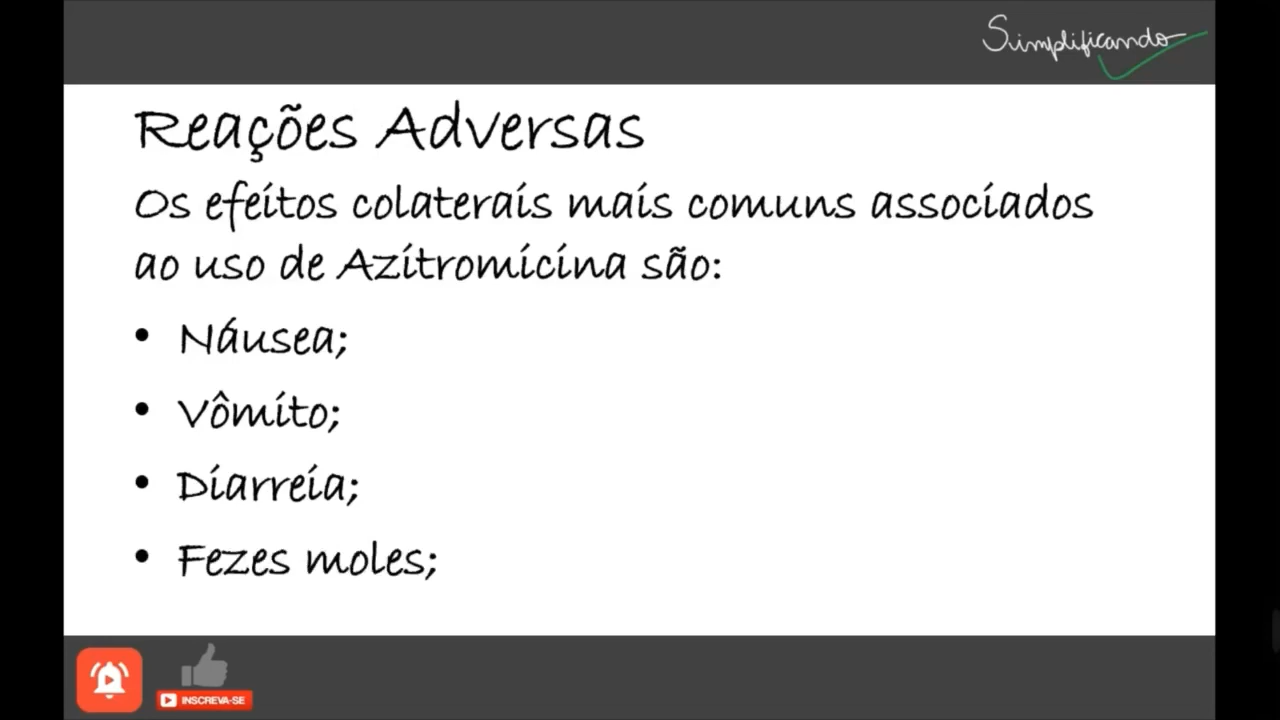 Simplificando
Reações Adversas
Os efeitos colaterais mais comuns associados
ao uso de Azitromicina são:
• Náusea;
• Vômito;
• Diarreia;
• Fezes moles;
INSCREVA-SE